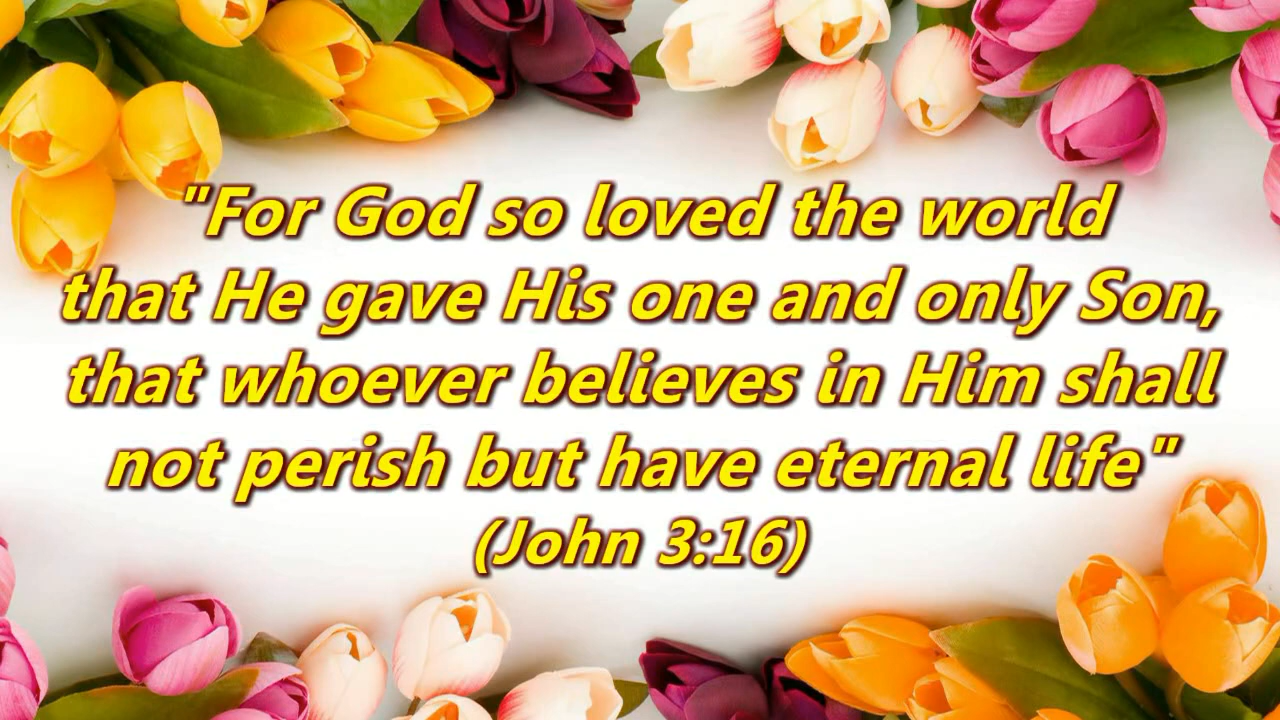 "For God so loved the world
that He gave His one and only Son,
that whoever believes in Him shall
not perish but have eternal life"
(John 3:16)